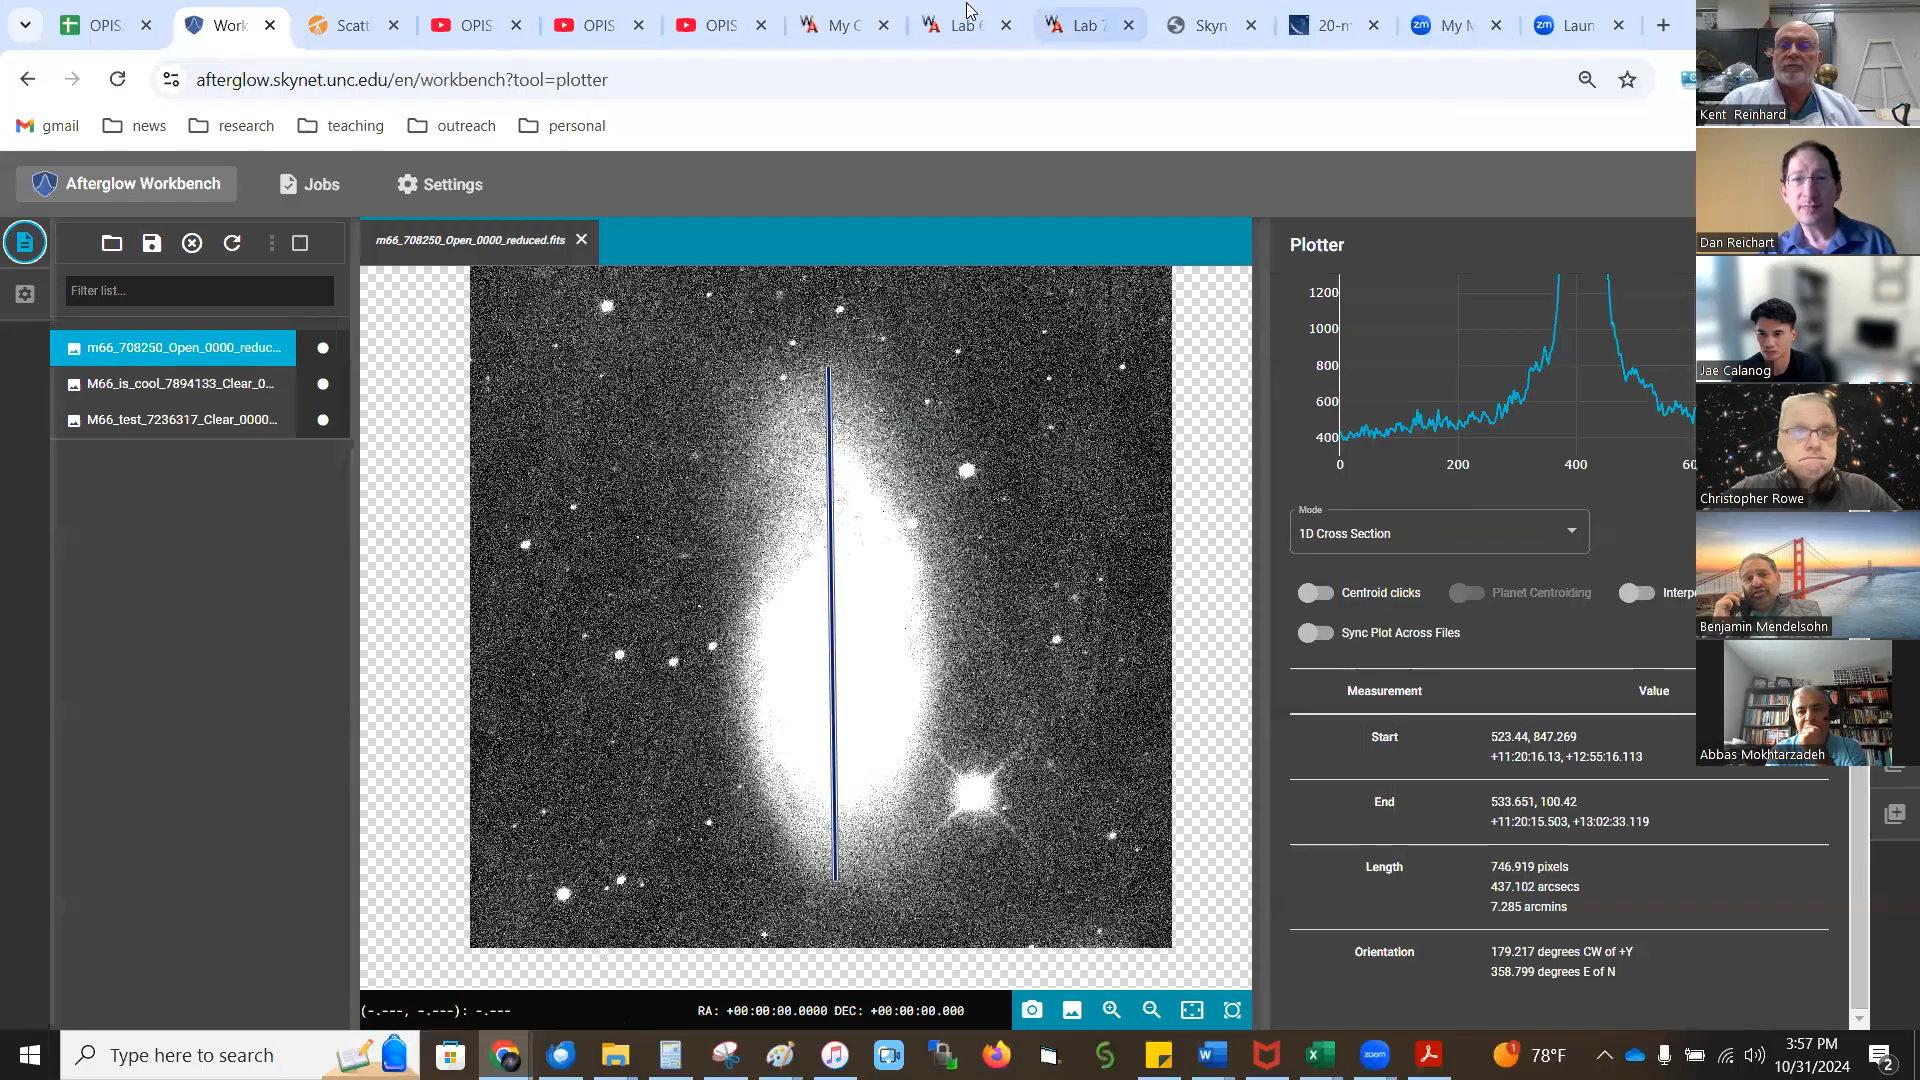 OPIS
Work
Scatt
OPIS
OPIS
OPIS
My C
Lab 6
Lab 7
Skyn
20-m
My M
Laun
afterglow.skynet.unc.edu/en/workbench?tool=plotter
gmail
news
research
teaching
outreach
personal
Afterglow Workbench
Jobs
Settings
Filter list...
m66_708250_Open_0000_reduc...
M66_is_cool_7894133_Clear_0...
M66_test_7236317_Clear_0000...
m66_708250_Open_0000_reduced.fits
(-.---, -.---): -.---
RA: +00:00:00.0000 DEC: +00:00:00.000
Plotter
1200
1000
800
600
400
0
200
400
60
Mode
1D Cross Section
Centroid clicks
Planet Centroiding
Interp
Sync Plot Across Files
Measurement Value
Start
523.44, 847.269
+11:20:16.13, +12:55:16.113
End
533.651, 100.42
+11:20:15.503, +13:02:33.119
Length
746.919 pixels
437.102 arcsecs
7.285 arcmins
Orientation
179.217 degrees CW of +Y
358.799 degrees E of N
Kent Reinhard
Dan Reichart
Jae Calanog
Christopher Rowe
Benjamin Mendelsohn
Abbas Mokhtarzadeh
Type here to search
zoom
1
78°F
3:57 PM
10/31/2024
2